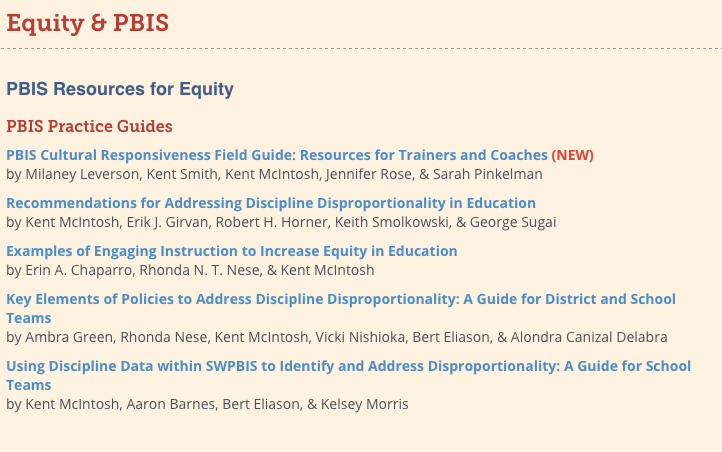 Equity & PBIS
PBIS Resources for Equity
PBIS Practice Guides
PBIS Cultural Responsiveness Field Guide: Resources for Trainers and Coaches (NEW)
by Milaney Leverson, Kent Smith, Kent McIntosh, Jennifer Rose, & Sarah Pinkelman
Recommendations for Addressing Discipline Disproportionality in Education
by Kent McIntosh, Erik J. Girvan, Robert H. Horner, Keith Smolkowski, & George Sugai
Examples of Engaging Instruction to Increase Equity in Education
by Erin A. Chaparro, Rhonda N. T. Nese, & Kent McIntosh
Key Elements of Policies to Address Discipline Disproportionality: A Guide for District and School
Teams
by Ambra Green, Rhonda Nese, Kent McIntosh, Vicki Nishioka, Bert Eliason, & Alondra Canizal Delabra
Using Discipline Data within SWPBIS to Identify and Address Disproportionality: A Guide for School
Teams
by Kent McIntosh, Aaron Barnes, Bert Eliason, & Kelsey Morris